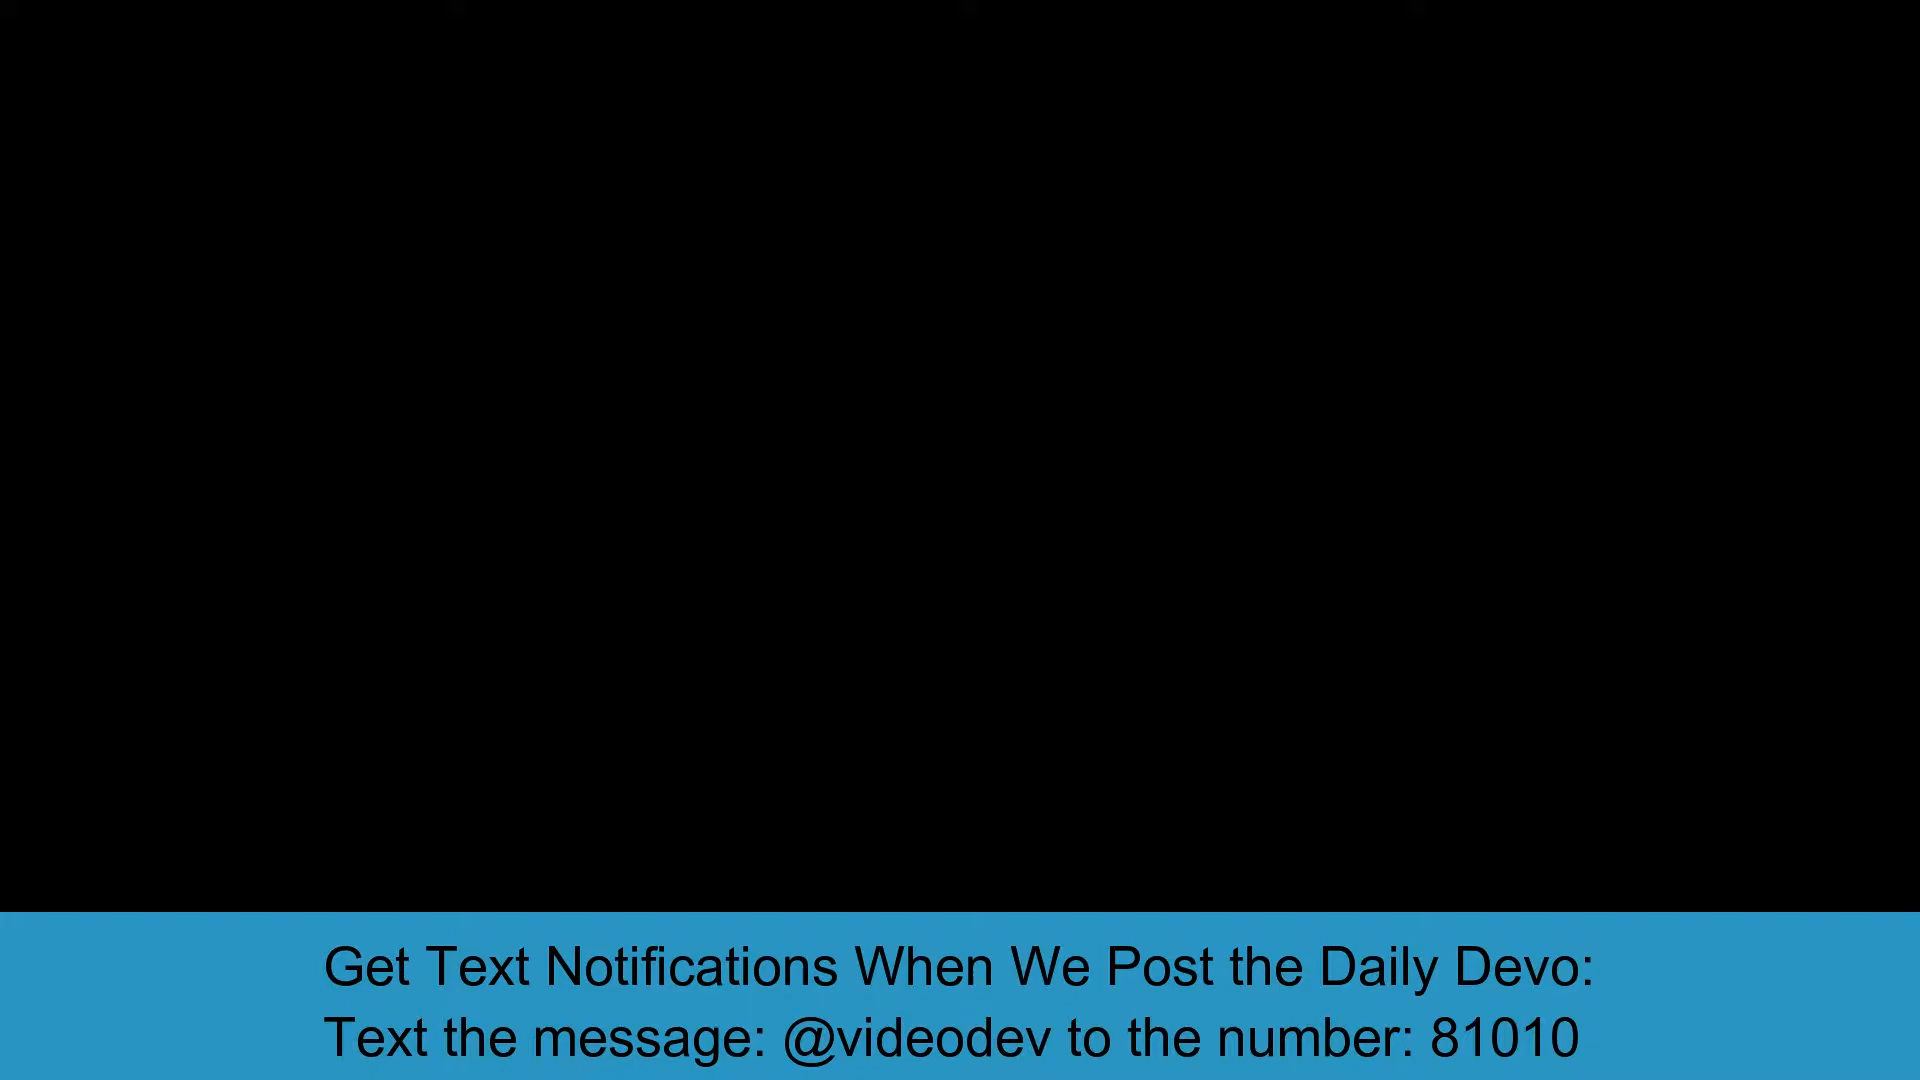 Get Text Notifications When We Post the Daily Devo:
Text the message: @videodev to the number: 81010